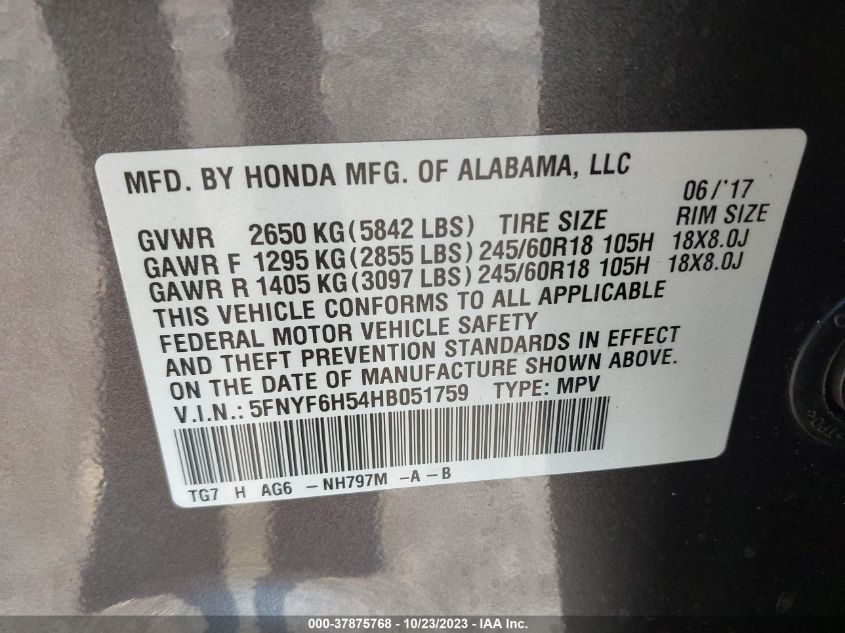 MFD. BY HONDA MFG. OF ALABAMA, LLC 06/'17
GVWR 2650 KG (5842 LBS) TIRE SIZE RIM SIZE
GAWR F 1295 KG (2855 LBS) 245/60R18 105H 18X8.0J
GAWR R 1405 KG (3097 LBS) 245/60R18 105H 18X8.0J
THIS VEHICLE CONFORMS TO ALL APPLICABLE
FEDERAL MOTOR VEHICLE SAFETY
AND THEFT PREVENTION STANDARDS IN EFFECT
ON THE DATE OF MANUFACTURE SHOWN ABOVE.
V.I.N.: 5FNYF6H54HB051759 TYPE: MPV
TG7 H AG6 -NH797M -A -B
000-37875768 - 10/23/2023 - IAAI.COM